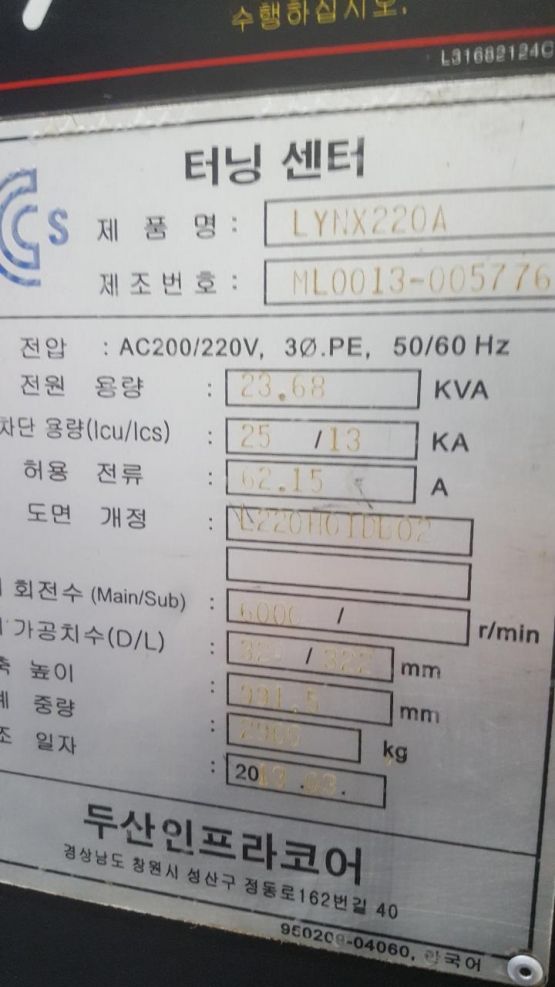 수행하십시오.
L31682124C
터닝 센터
S
제 품 명 : LYNX220A
제조번호 : ML0013-005776
전압 : AC200/220V, 3Ø.PE, 50/60 Hz
전원 용량 : 23.68 KVA
차단 용량(Icu/Ics) : 25 /13 KA
허용 전류 : 62.15 A
도면 개정 :
회전수 (Main/Sub) : 6000 / r/min
가공치수(D/L) : / 322 mm
높이 : 991.5 mm
중량 : kg
일자 : 20
두산인프라코어
경상남도 창원시 성산구 정동로162번길 40
한국어